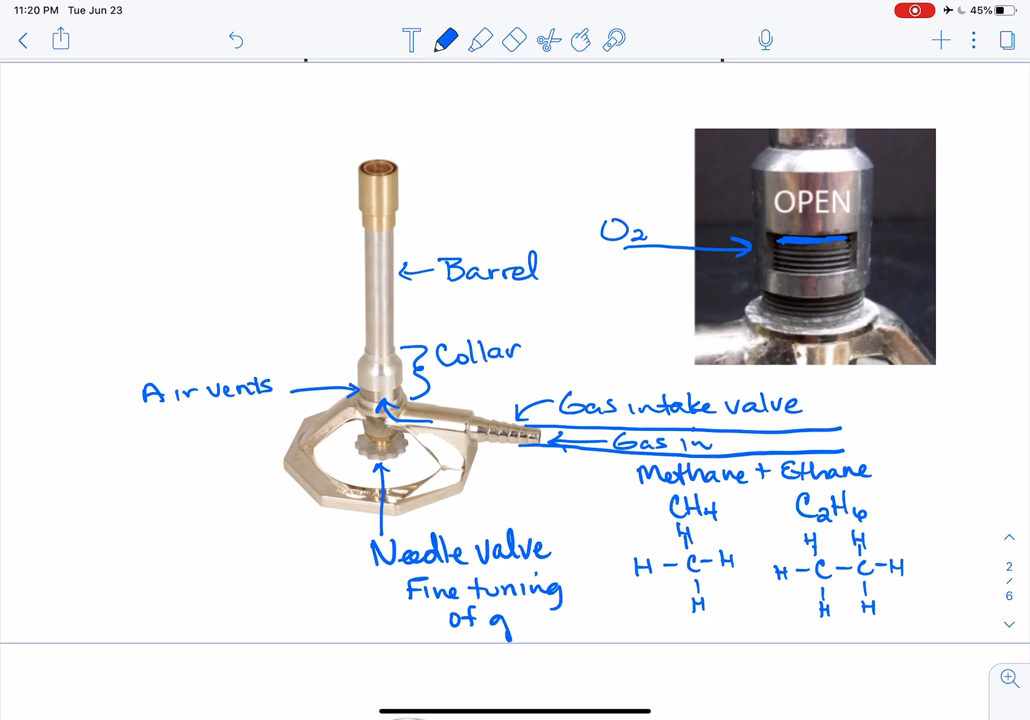 11:20 PM Tue Jun 23
45%
T
OPEN
O2
Barrel
Collar
Air vents
Gas intake valve
Gas in
Methane + Ethane
CH4
C2H6
H
H - C - H
H
H H
H - C - C - H
H H
Needle valve
Fine tuning
of g
2
/
6